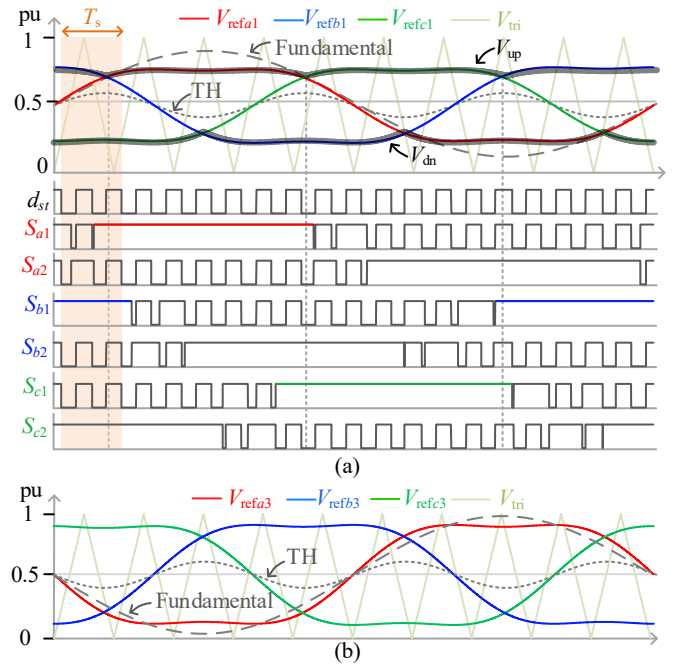 pu
T_s
V_refa1 V_refb1 V_refc1 V_tri
1
Fundamental
V_up
TH
0.5
V_dn
0
d_st
S_a1
S_a2
S_b1
S_b2
S_c1
S_c2
(a)
pu
V_refa3 V_refb3 V_refc3 V_tri
1
TH
0.5
Fundamental
0
(b)